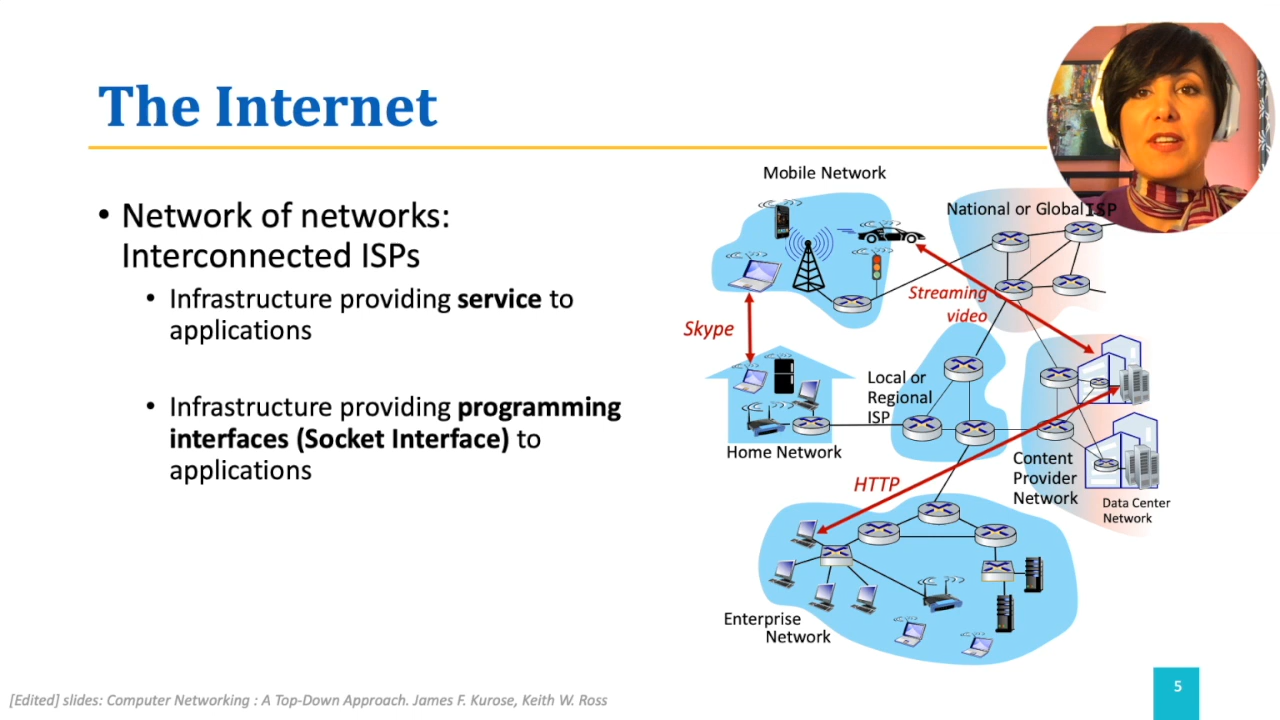 The Internet
• Network of networks:
Interconnected ISPs
• Infrastructure providing service to
applications
• Infrastructure providing programming
interfaces (Socket Interface) to
applications
Mobile Network
National or Global ISP
Streaming
video
Skype
Local or
Regional
ISP
Home Network
Content
Provider
Network
Data Center
Network
HTTP
Enterprise
Network
[Edited] slides: Computer Networking : A Top-Down Approach. James F. Kurose, Keith W. Ross
5